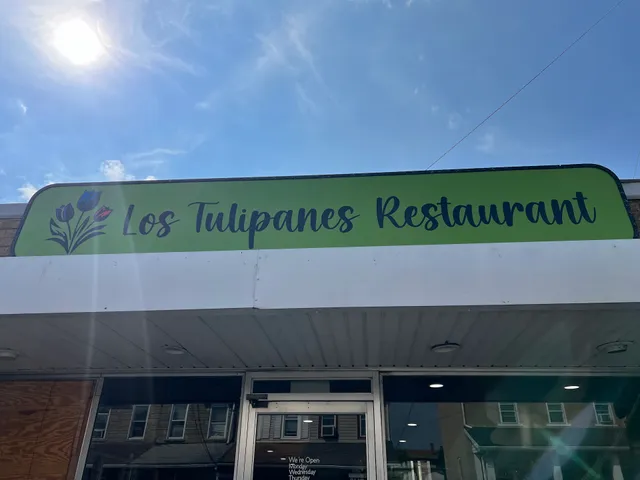 Los Tulipanes Restaurant
We're Open
Monday
Wednesday
Thursday